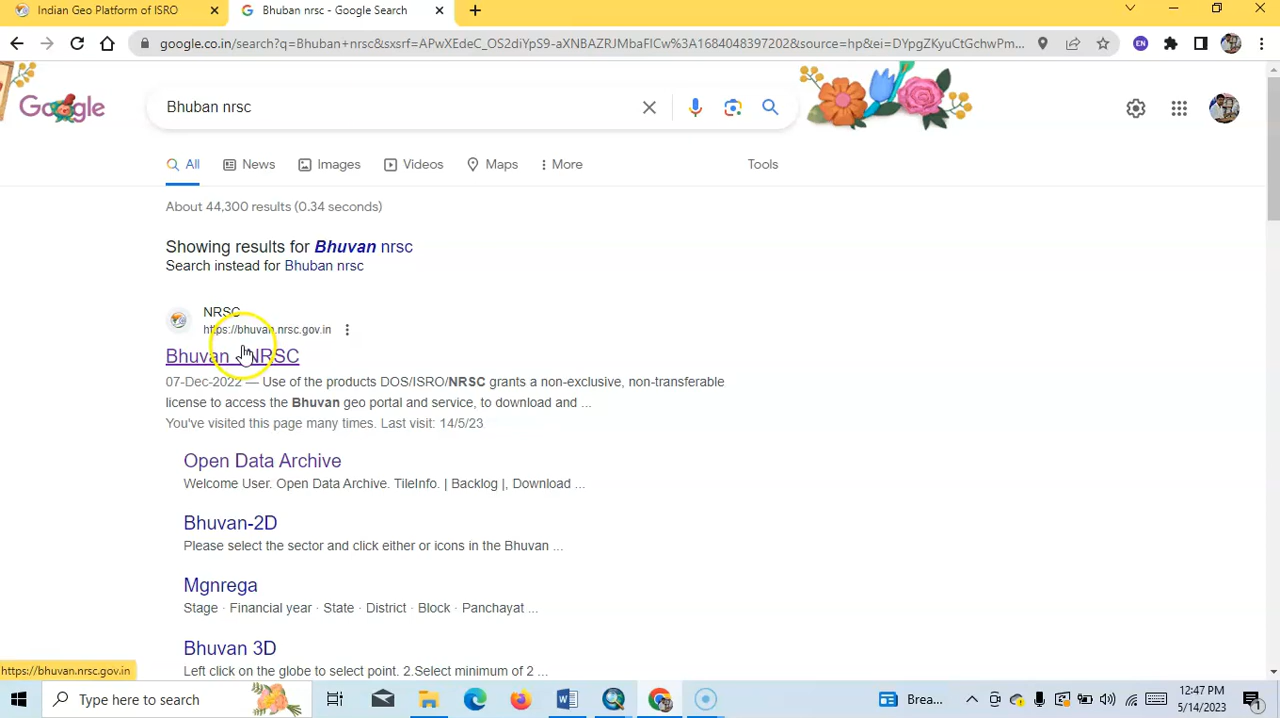 Indian Geo Platform of ISRO
Bhuban nrsc - Google Search
google.co.in/search?q=Bhuban+nrsc&sxsrf=APwXEdeC_OS2diYpS9-aXNBAZRJMbaFlCw%3A1684048397202&source=hp&ei=DYpgZKyuCtGchwPm...
EN
Google
Bhuban nrsc
All
News
Images
Videos
Maps
More
Tools
About 44,300 results (0.34 seconds)
Showing results for Bhuvan nrsc
Search instead for Bhuban nrsc
NRSC
https://bhuvan.nrsc.gov.in
Bhuvan - NRSC
07-Dec-2022 — Use of the products DOS/ISRO/NRSC grants a non-exclusive, non-transferable
license to access the Bhuvan geo portal and service, to download and ...
You've visited this page many times. Last visit: 14/5/23
Open Data Archive
Welcome User. Open Data Archive. TileInfo. | Backlog |, Download ...
Bhuvan-2D
Please select the sector and click either or icons in the Bhuvan ...
Mgnrega
Stage · Financial year · State · District · Block · Panchayat ...
Bhuvan 3D
Left click on the globe to select point. 2.Select minimum of 2 ...
https://bhuvan.nrsc.gov.in
Type here to search
Brea...
12:47 PM
5/14/2023
1